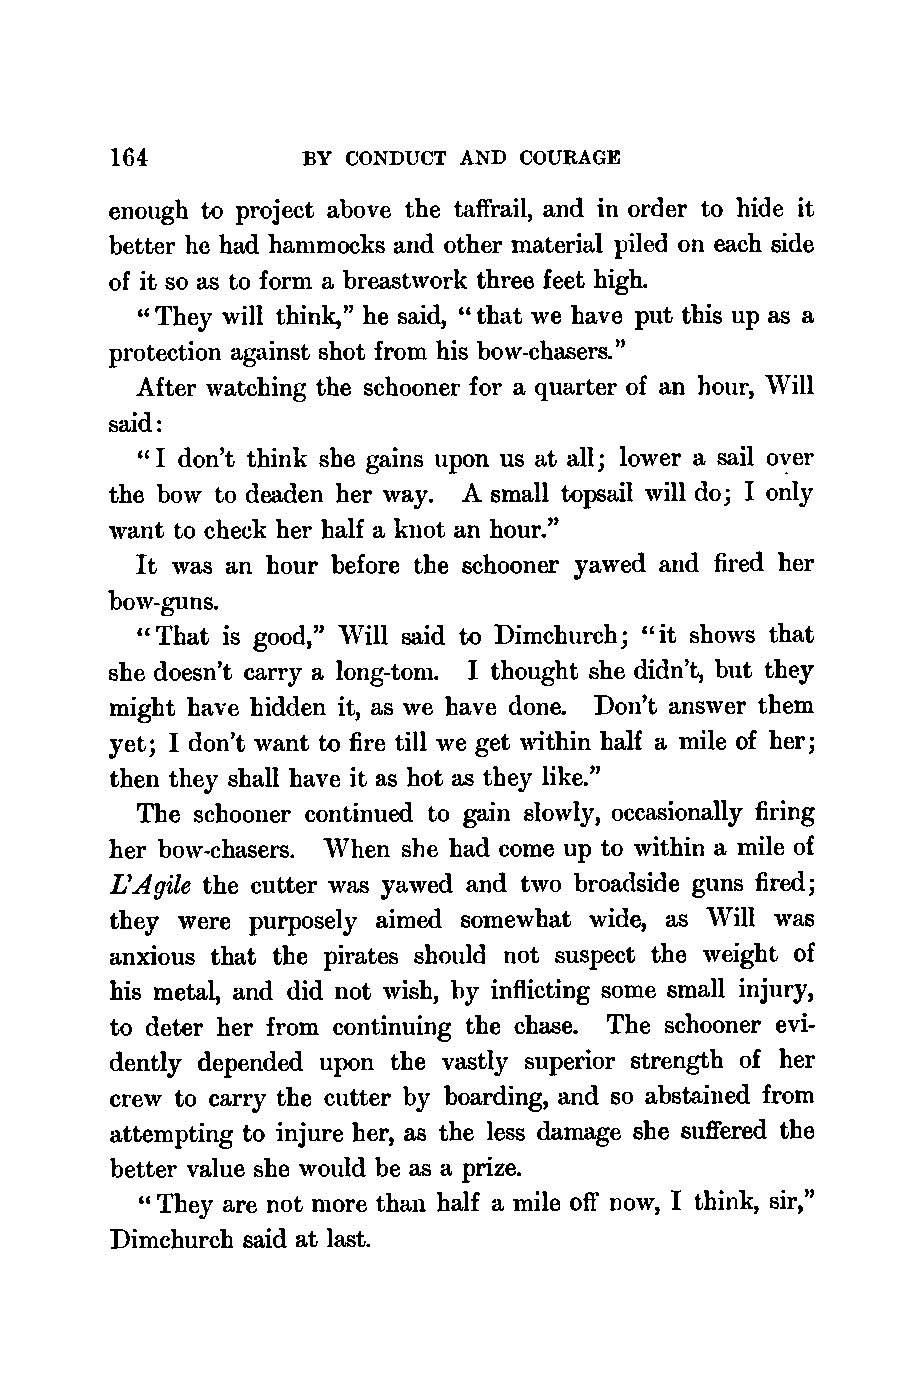 164 BY CONDUCT AND COURAGE
enough to project above the taffrail, and in order to hide it
better he had hammocks and other material piled on each side
of it so as to form a breastwork three feet high.
“They will think,” he said, “that we have put this up as a
protection against shot from his bow-chasers.”
After watching the schooner for a quarter of an hour, Will
said:
“I don’t think she gains upon us at all; lower a sail over
the bow to deaden her way. A small topsail will do; I only
want to check her half a knot an hour.”
It was an hour before the schooner yawed and fired her
bow-guns.
“That is good,” Will said to Dimchurch; “it shows that
she doesn’t carry a long-tom. I thought she didn’t, but they
might have hidden it, as we have done. Don’t answer them
yet; I don’t want to fire till we get within half a mile of her;
then they shall have it as hot as they like.”
The schooner continued to gain slowly, occasionally firing
her bow-chasers. When she had come up to within a mile of
L’Agile the cutter was yawed and two broadside guns fired;
they were purposely aimed somewhat wide, as Will was
anxious that the pirates should not suspect the weight of
his metal, and did not wish, by inflicting some small injury,
to deter her from continuing the chase. The schooner evi-
dently depended upon the vastly superior strength of her
crew to carry the cutter by boarding, and so abstained from
attempting to injure her, as the less damage she suffered the
better value she would be as a prize.
“They are not more than half a mile off now, I think, sir,”
Dimchurch said at last.